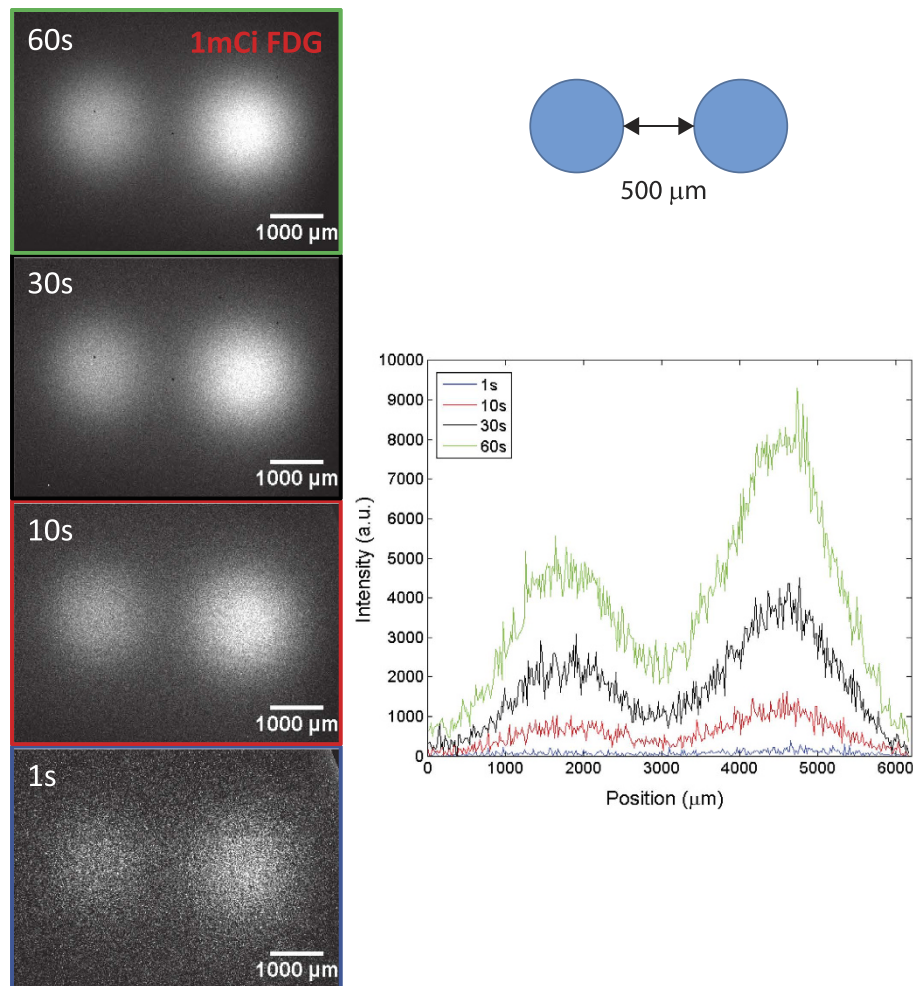 60s
1mCi FDG
1000 µm
30s
1000 µm
10s
1000 µm
1s
1000 µm
500 µm
10000
9000
8000
7000
6000
5000
4000
3000
2000
1000
0
Intensity (a.u.)
1s
10s
30s
60s
0 1000 2000 3000 4000 5000 6000
Position (µm)